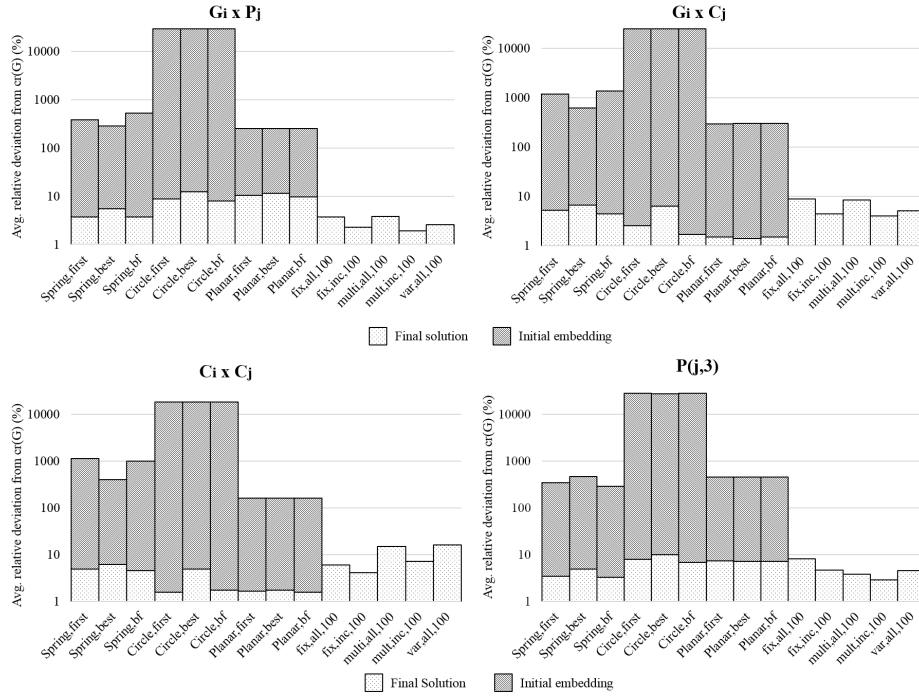 Gi x Pj
Avg. relative deviation from cr(G) (%)
10000
1000
100
10
1
Spring,first
Spring,best
Spring,bf
Circle,first
Circle,best
Circle,bf
Planar,first
Planar,best
Planar,bf
fix,all,100
fix,inc,100
multi,all,100
mult,inc,100
var,all,100
Gi x Cj
Avg. relative deviation from cr(G) (%)
10000
1000
100
10
1
Spring,first
Spring,best
Spring,bf
Circle,first
Circle,best
Circle,bf
Planar,first
Planar,best
Planar,bf
fix,all,100
fix,inc,100
multi,all,100
mult,inc,100
var,all,100
Final solution
Initial embedding
Ci x Cj
Avg. relative deviation from cr(G) (%)
10000
1000
100
10
1
Spring,first
Spring,best
Spring,bf
Circle,first
Circle,best
Circle,bf
Planar,first
Planar,best
Planar,bf
fix,all,100
fix,inc,100
multi,all,100
mult,inc,100
var,all,100
P(j,3)
Avg. relative deviation from cr(G) (%)
10000
1000
100
10
1
Spring,first
Spring,best
Spring,bf
Circle,first
Circle,best
Circle,bf
Planar,first
Planar,best
Planar,bf
fix,all,100
fix,inc,100
multi,all,100
mult,inc,100
var,all,100
Final Solution
Initial embedding